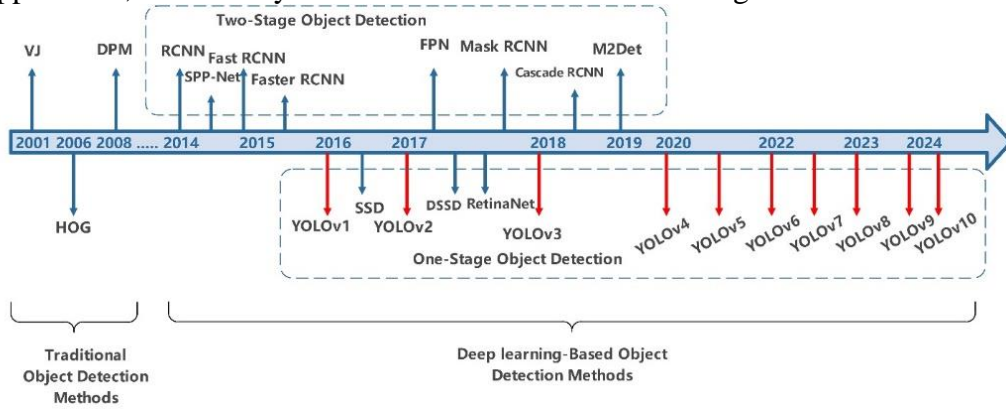 Two-Stage Object Detection
VJ DPM RCNN Fast RCNN FPN Mask RCNN M2Det
SPP-Net Faster RCNN Cascade RCNN
2001 2006 2008 ..... 2014 2015 2016 2017 2018 2019 2020 2022 2023 2024
HOG YOLOv1 SSD YOLOv2 DSSD RetinaNet YOLOv3 YOLOv4 YOLOv5 YOLOv6 YOLOv7 YOLOv8 YOLOv9 YOLOv10
One-Stage Object Detection
Traditional
Object Detection
Methods
Deep learning-Based Object
Detection Methods